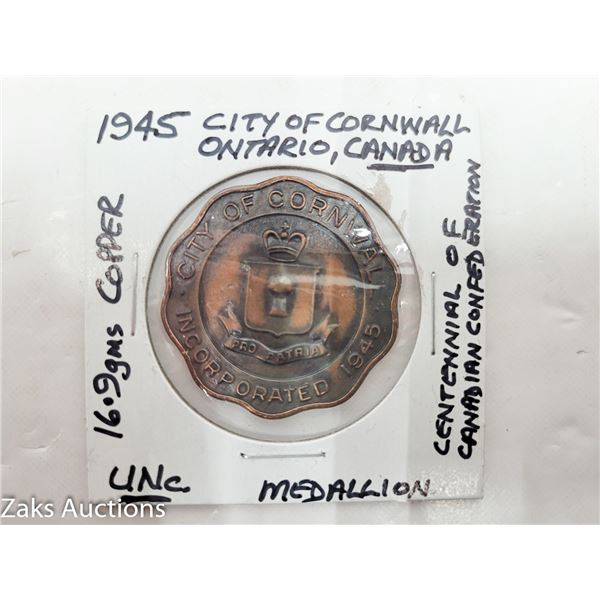 1945 CITY OF CORNWALL
ONTARIO, CANADA
16.9gms COPPER
CENTENNIAL OF
CANADIAN CONFEDERATION
CITY OF CORNWALL
PRO PATRIA
INCORPORATED 1945
UNC.
MEDALLION
Zaks Auctions